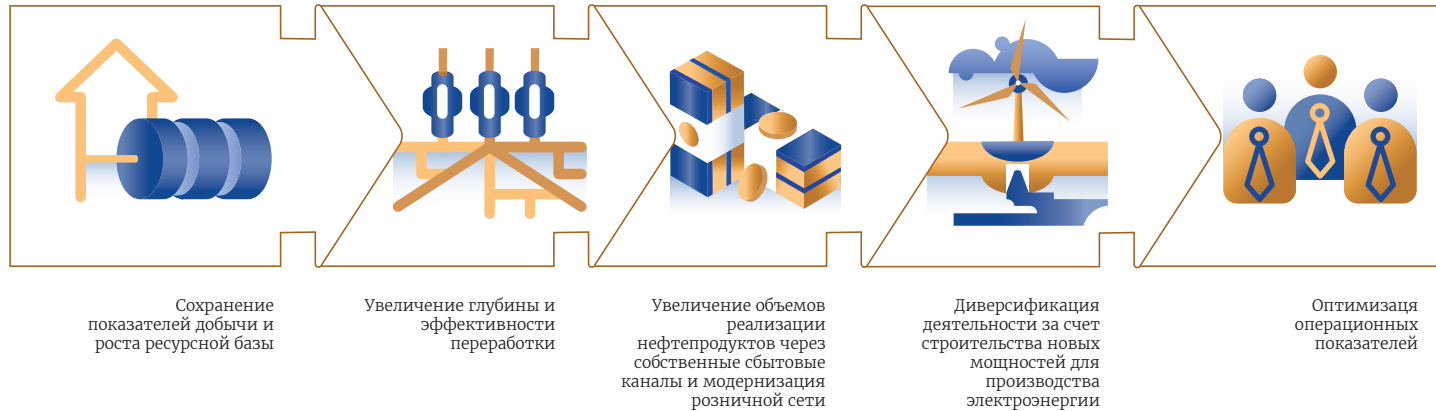 Сохранение
показателей добычи и
роста ресурсной базы
Увеличение глубины и
эффективности
переработки
Увеличение объемов
реализации
нефтепродуктов через
собственные сбытовые
каналы и модернизация
розничной сети
Диверсификация
деятельности за счет
строительства новых
мощностей для
производства
электроэнергии
Оптимизаця
операционных
показателей